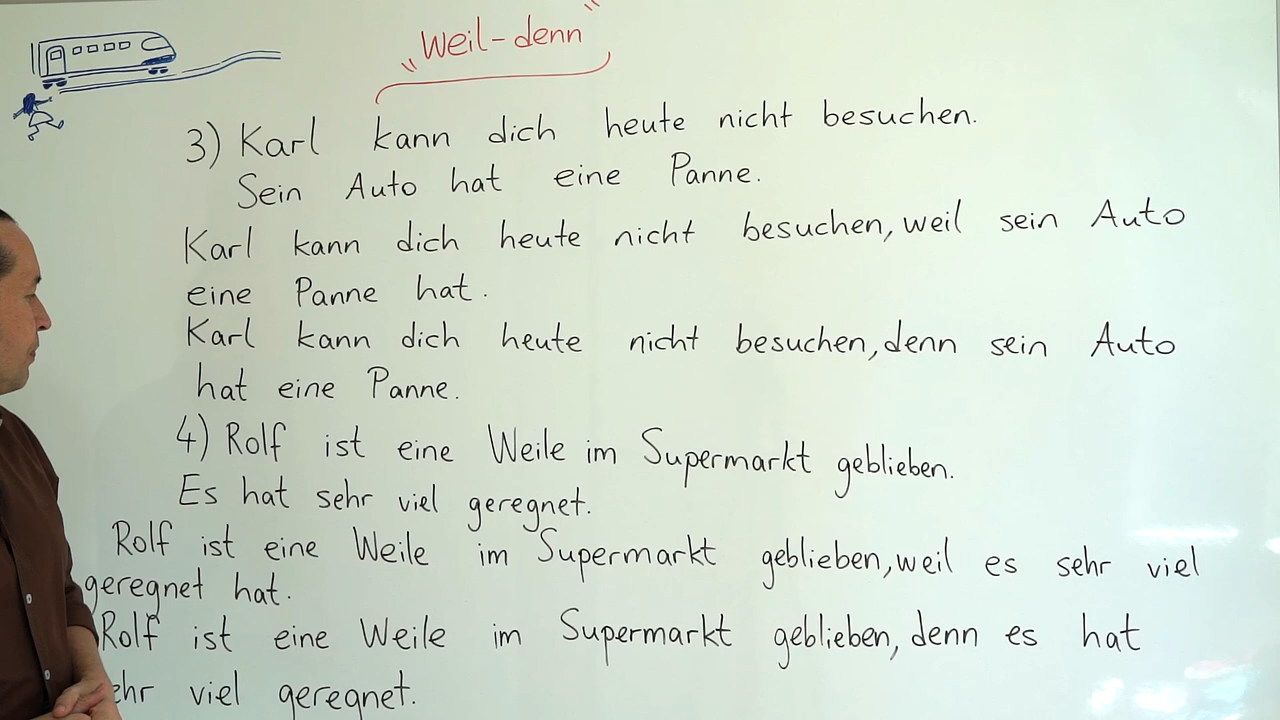 "Weil-denn"
3) Karl kann dich heute nicht besuchen.
Sein Auto hat eine Panne.
Karl kann dich heute nicht besuchen, weil sein Auto
eine Panne hat.
Karl kann dich heute nicht besuchen, denn sein Auto
hat eine Panne.
4) Rolf ist eine Weile im Supermarkt geblieben.
Es hat sehr viel geregnet.
Rolf ist eine Weile im Supermarkt geblieben, weil es sehr viel
geregnet hat.
Rolf ist eine Weile im Supermarkt geblieben, denn es hat
ehr viel geregnet.